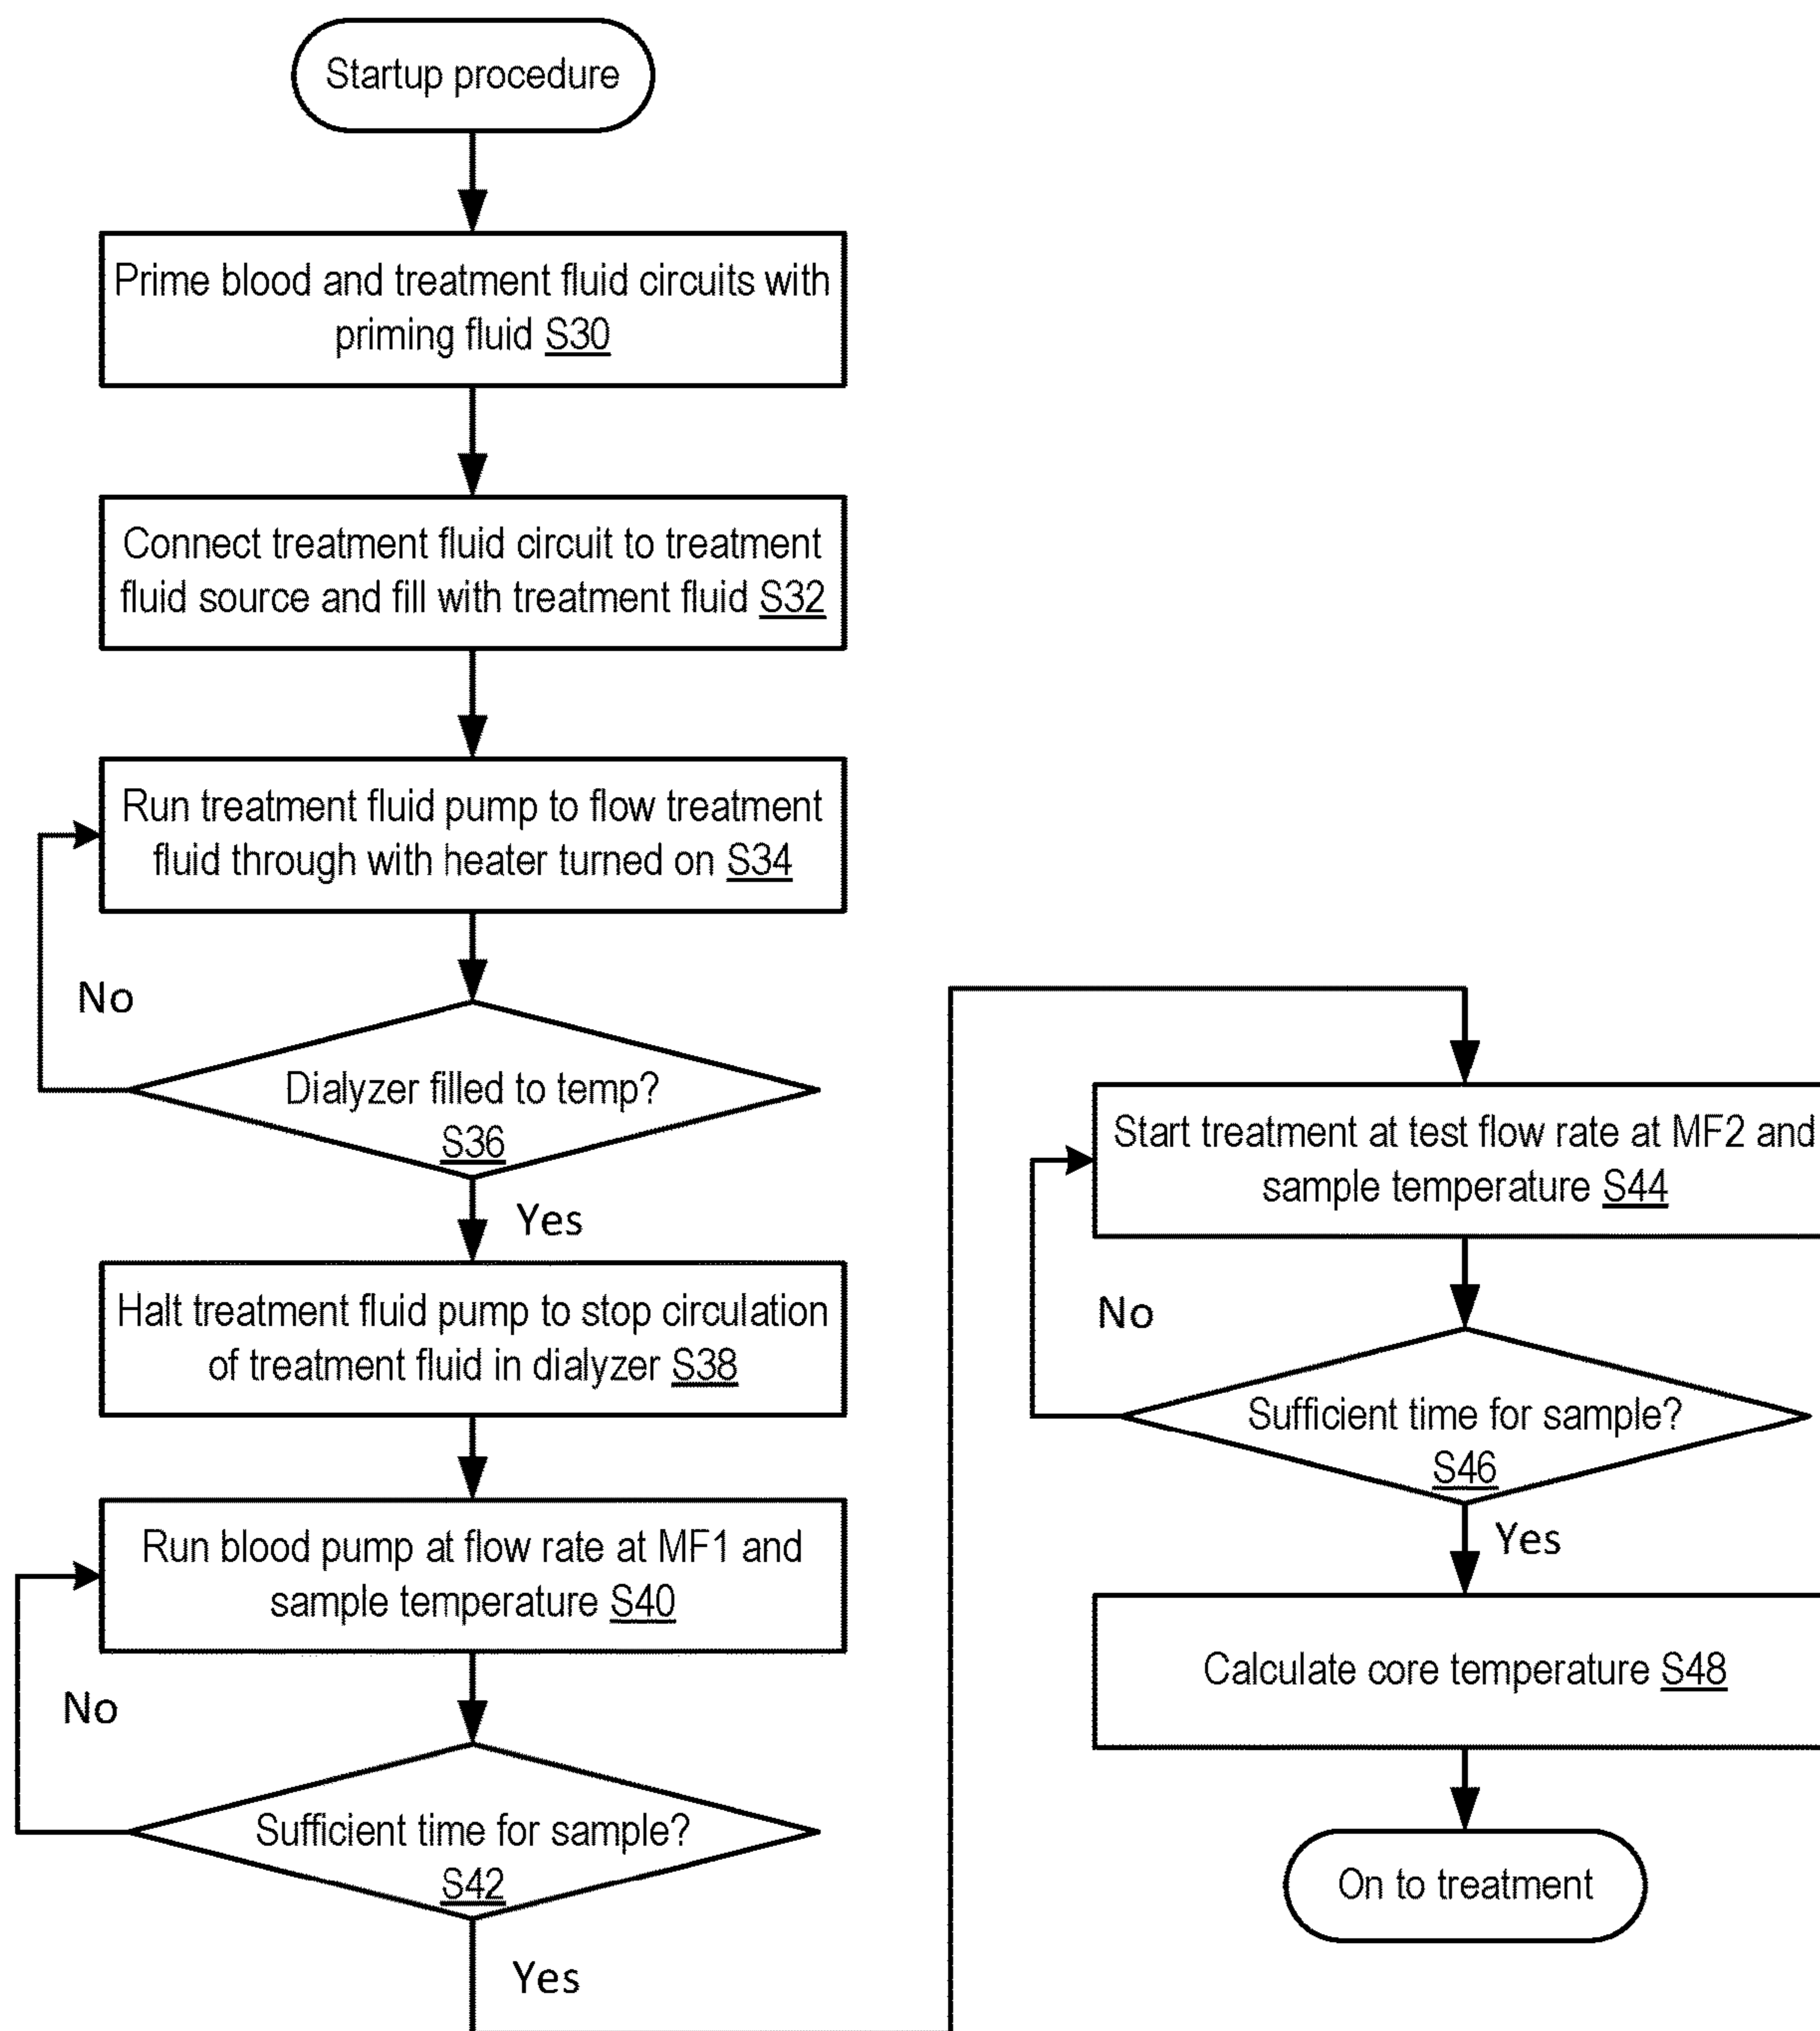 Startup procedure
Prime blood and treatment fluid circuits with
priming fluid S30
Connect treatment fluid circuit to treatment
fluid source and fill with treatment fluid S32
Run treatment fluid pump to flow treatment
fluid through with heater turned on S34
No
Dialyzer filled to temp?
S36
Yes
Halt treatment fluid pump to stop circulation
of treatment fluid in dialyzer S38
Run blood pump at flow rate at MF1 and
sample temperature S40
No
Sufficient time for sample?
S42
Yes
Start treatment at test flow rate at MF2 and
sample temperature S44
No
Sufficient time for sample?
S46
Yes
Calculate core temperature S48
On to treatment